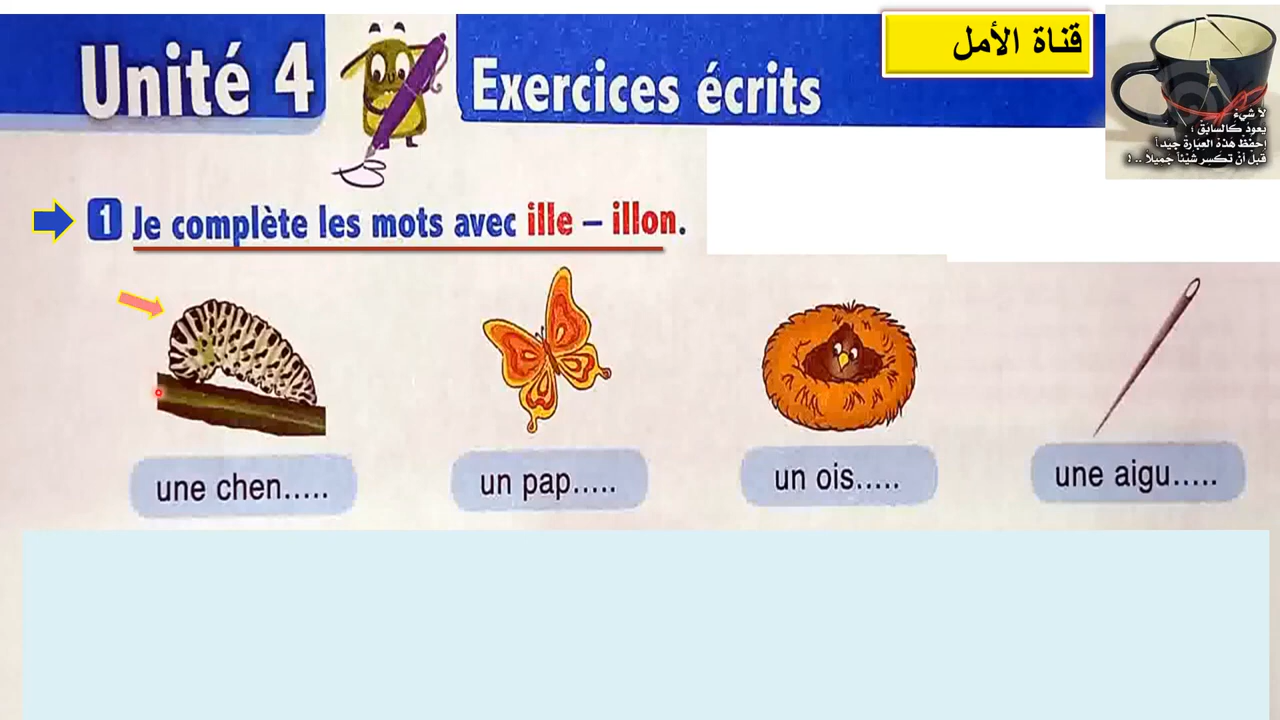 Unité 4
Exercices écrits
قناة الأمل
لا شيء
يعود كالسابق ؛
إحفظ هذه العبارة جيداً
قبل أن تكسر شيئاً جميلاً .. !
1 Je complète les mots avec ille – illon.
une chen.....
un pap.....
un ois.....
une aigu.....